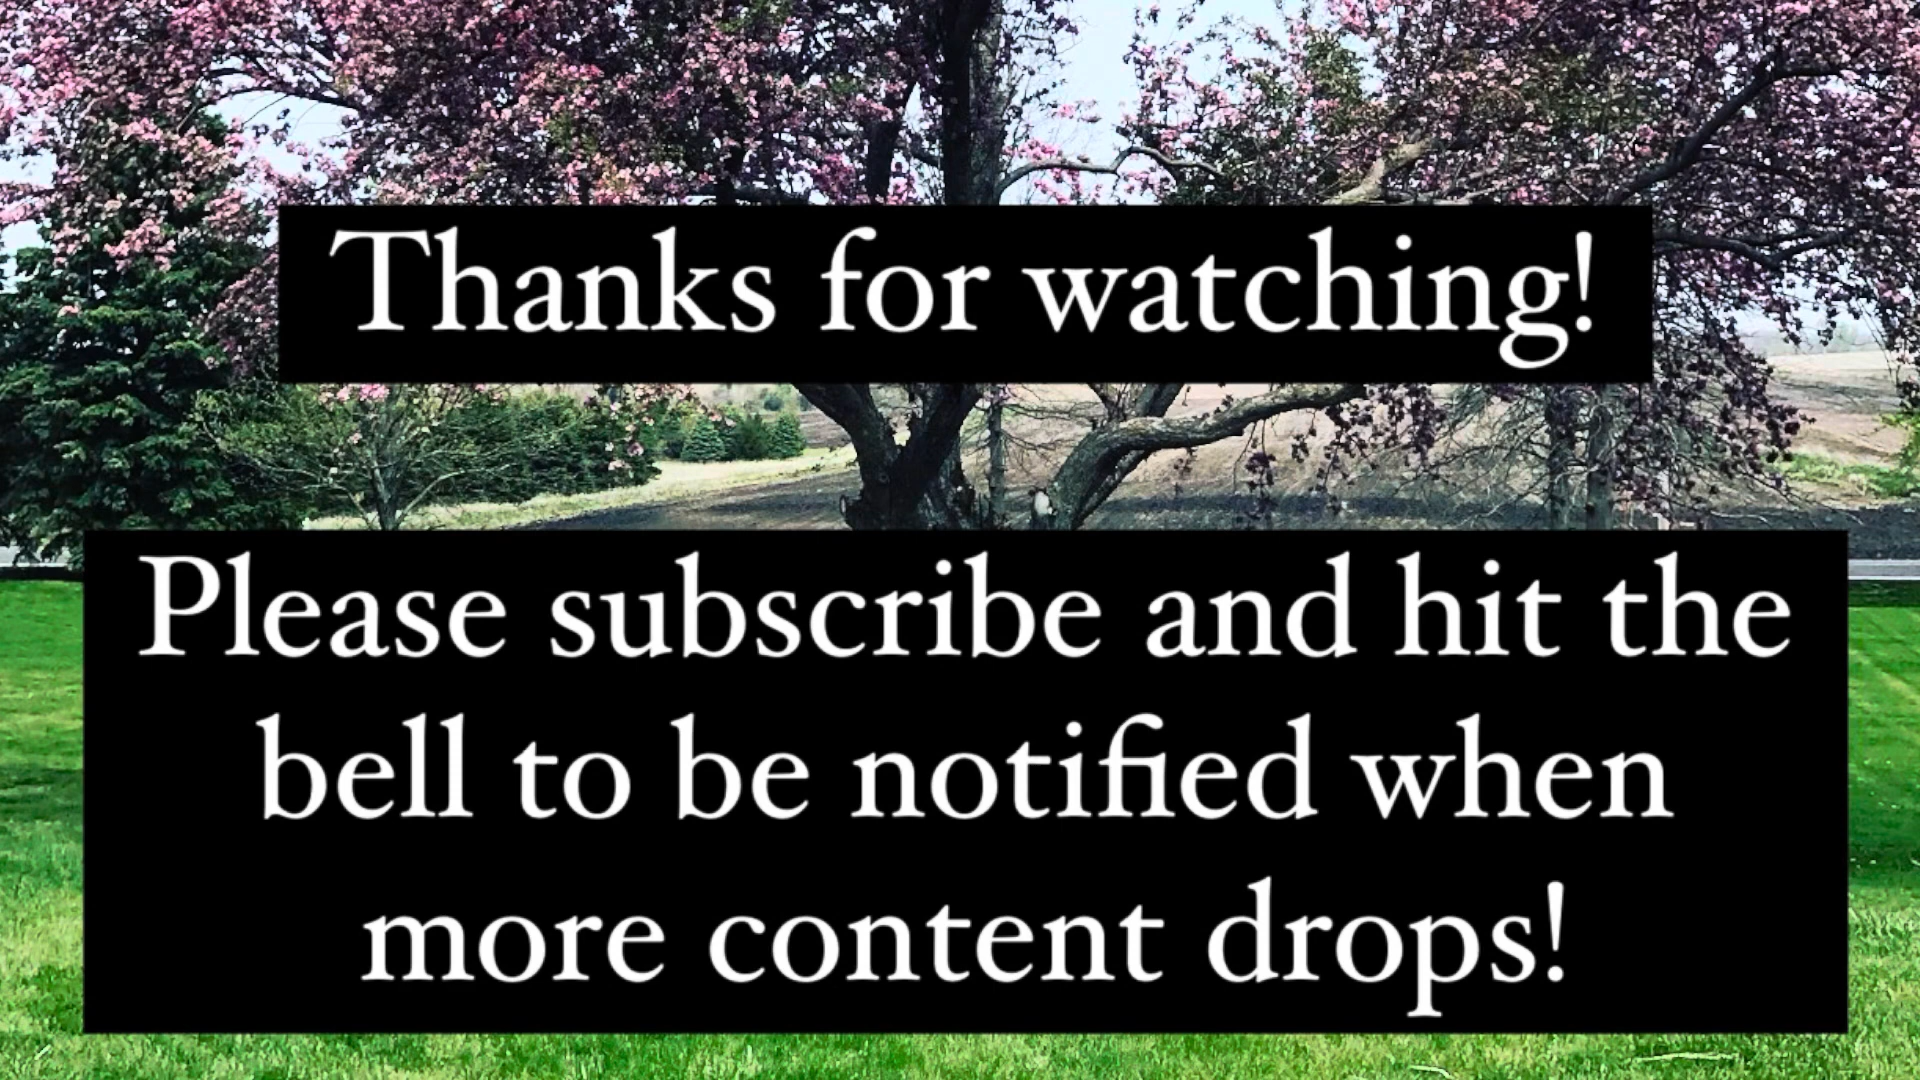 Thanks for watching!
Please subscribe and hit the
bell to be notified when
more content drops!